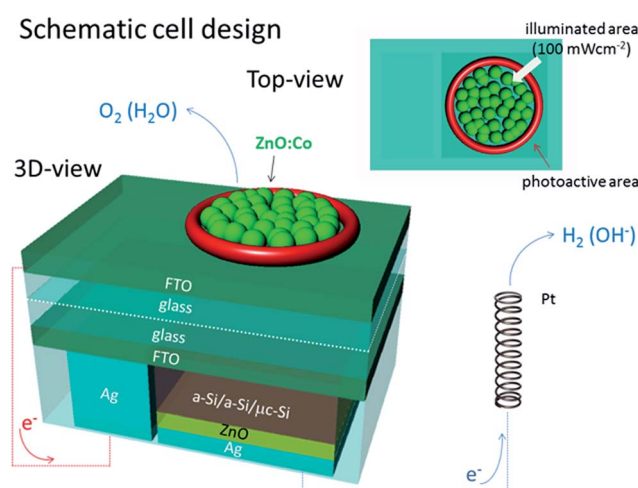 Schematic cell design
illuminated area
(100 mWcm⁻²)
Top-view
O₂ (H₂O)
ZnO:Co
3D-view
photoactive area
H₂ (OH⁻)
FTO
glass
glass
FTO
Pt
Ag
a-Si/a-Si/μc-Si
ZnO
Ag
e⁻
e⁻